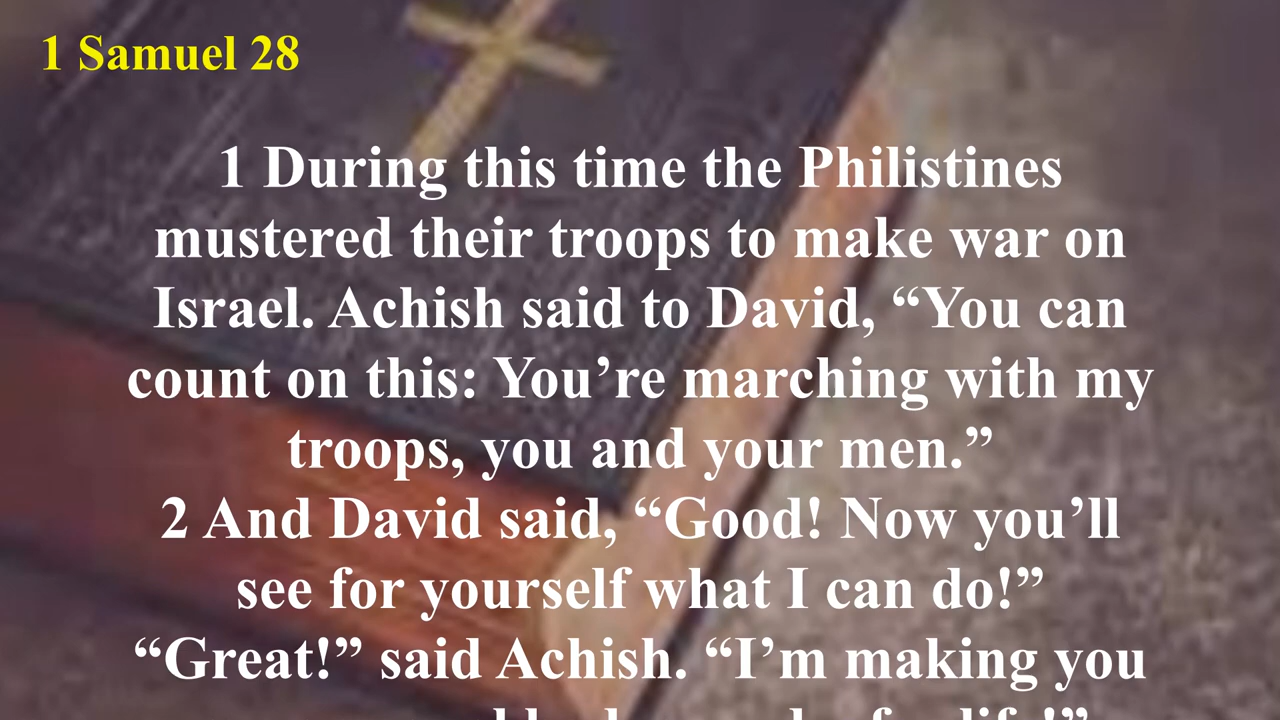 1 Samuel 28
1 During this time the Philistines
mustered their troops to make war on
Israel. Achish said to David, “You can
count on this: You’re marching with my
troops, you and your men.”
2 And David said, “Good! Now you’ll
see for yourself what I can do!”
“Great!” said Achish. “I’m making you